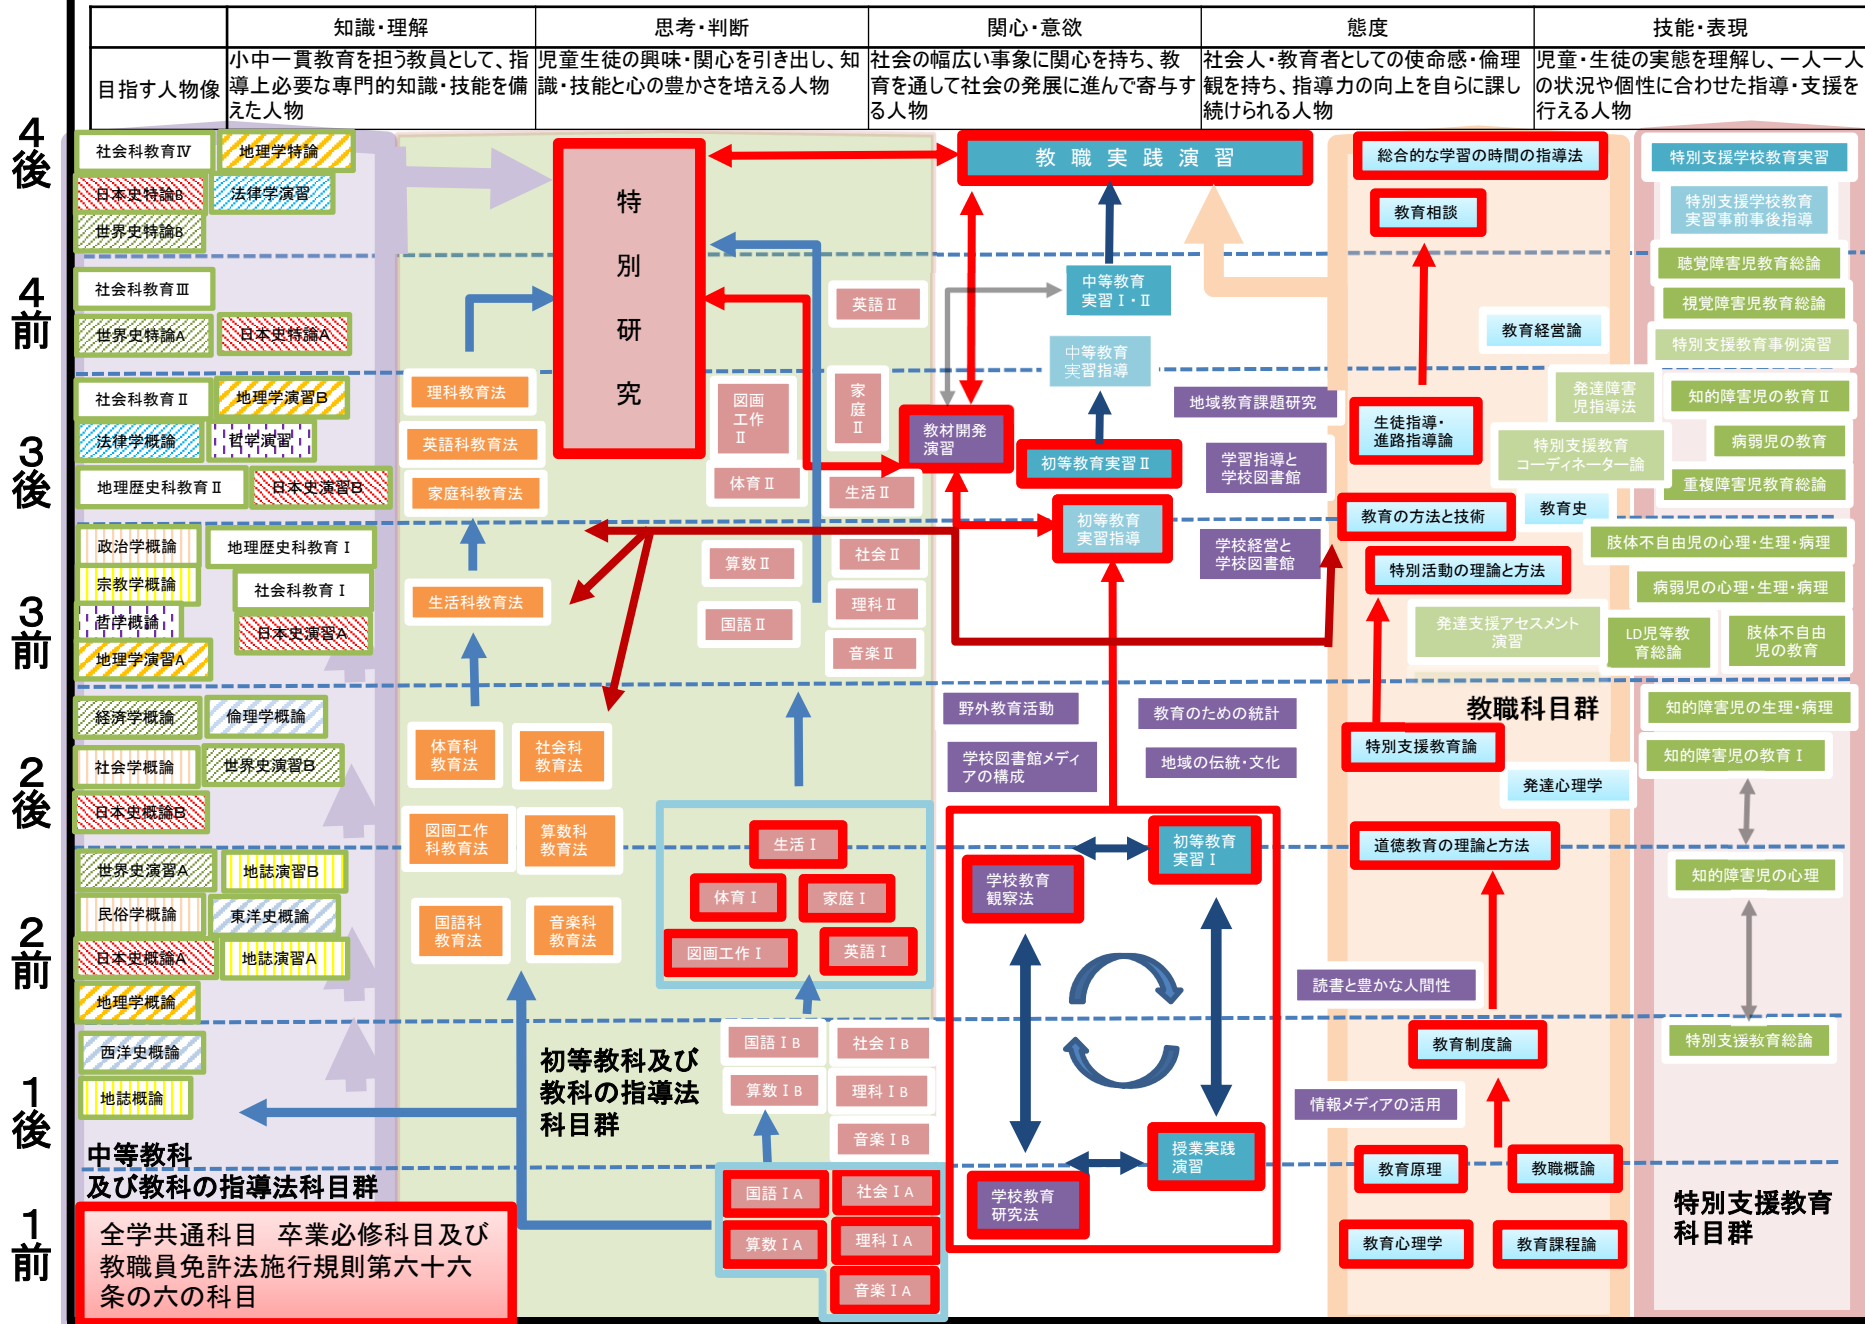 知識・理解
思考・判断
関心・意欲
態度
技能・表現
目指す人物像
小中一貫教育を担う教員として、指
導上必要な専門的知識・技能を備
えた人物
児童生徒の興味・関心を引き出し、知
識・技能と心の豊かさを培える人物
社会の幅広い事象に関心を持ち、教
育を通して社会の発展に進んで寄与す
る人物
社会人・教育者としての使命感・倫理
観を持ち、指導力の向上を自らに課し
続けられる人物
児童・生徒の実態を理解し、一人一人
の状況や個性に合わせた指導・支援を
行える人物
4後
社会科教育Ⅳ
地理学特論
日本史特論B
法律学演習
世界史特論B
4前
社会科教育Ⅲ
世界史特論A
日本史特論A
3後
社会科教育Ⅱ
地理学演習B
法律学概論
哲学演習
地理歴史科教育Ⅱ
日本史演習B
3前
政治学概論
地理歴史科教育Ⅰ
宗教学概論
社会科教育Ⅰ
哲学概論
日本史演習A
地理学演習A
2後
経済学概論
倫理学概論
社会学概論
世界史演習B
日本史概論B
2前
世界史演習A
地誌演習B
民俗学概論
東洋史概論
日本史概論A
地誌演習A
地理学概論
1後
西洋史概論
地誌概論
中等教科
及び教科の指導法科目群
1前
全学共通科目 卒業必修科目及び
教職員免許法施行規則第六十六
条の六の科目
特別研究
理科教育法
英語科教育法
家庭科教育法
生活科教育法
体育科
教育法
社会科
教育法
図画工作
科教育法
算数科
教育法
国語科
教育法
音楽科
教育法
初等教科及び
教科の指導法
科目群
英語Ⅱ
図画
工作
Ⅱ
家
庭
Ⅱ
体育Ⅱ
生活Ⅱ
算数Ⅱ
社会Ⅱ
理科Ⅱ
国語Ⅱ
音楽Ⅱ
生活Ⅰ
体育Ⅰ
家庭Ⅰ
図画工作Ⅰ
英語Ⅰ
国語ⅠB
社会ⅠB
算数ⅠB
理科ⅠB
音楽ⅠB
国語ⅠA
社会ⅠA
算数ⅠA
理科ⅠA
音楽ⅠA
教職実践演習
中等教育
実習Ⅰ・Ⅱ
中等教育
実習指導
教材開発
演習
初等教育実習Ⅱ
初等教育
実習指導
地域教育課題研究
学習指導と
学校図書館
学校経営と
学校図書館
野外教育活動
教育のための統計
学校図書館メディ
アの構成
地域の伝統・文化
初等教育
実習Ⅰ
学校教育
観察法
授業実践
演習
学校教育
研究法
読書と豊かな人間性
情報メディアの活用
総合的な学習の時間の指導法
教育相談
教育経営論
生徒指導・
進路指導論
教育の方法と技術
教育史
特別活動の理論と方法
教職科目群
特別支援教育論
発達心理学
道徳教育の理論と方法
教育制度論
教育原理
教職概論
教育心理学
教育課程論
特別支援学校教育実習
特別支援学校教育
実習事前事後指導
聴覚障害児教育総論
視覚障害児教育総論
特別支援教育事例演習
発達障害
児指導法
知的障害児の教育Ⅱ
特別支援教育
コーディネーター論
病弱児の教育
重複障害児教育総論
肢体不自由児の心理・生理・病理
病弱児の心理・生理・病理
発達支援アセスメント
演習
LD児等教
育総論
肢体不自由
児の教育
知的障害児の生理・病理
知的障害児の教育Ⅰ
知的障害児の心理
特別支援教育総論
特別支援教育
科目群